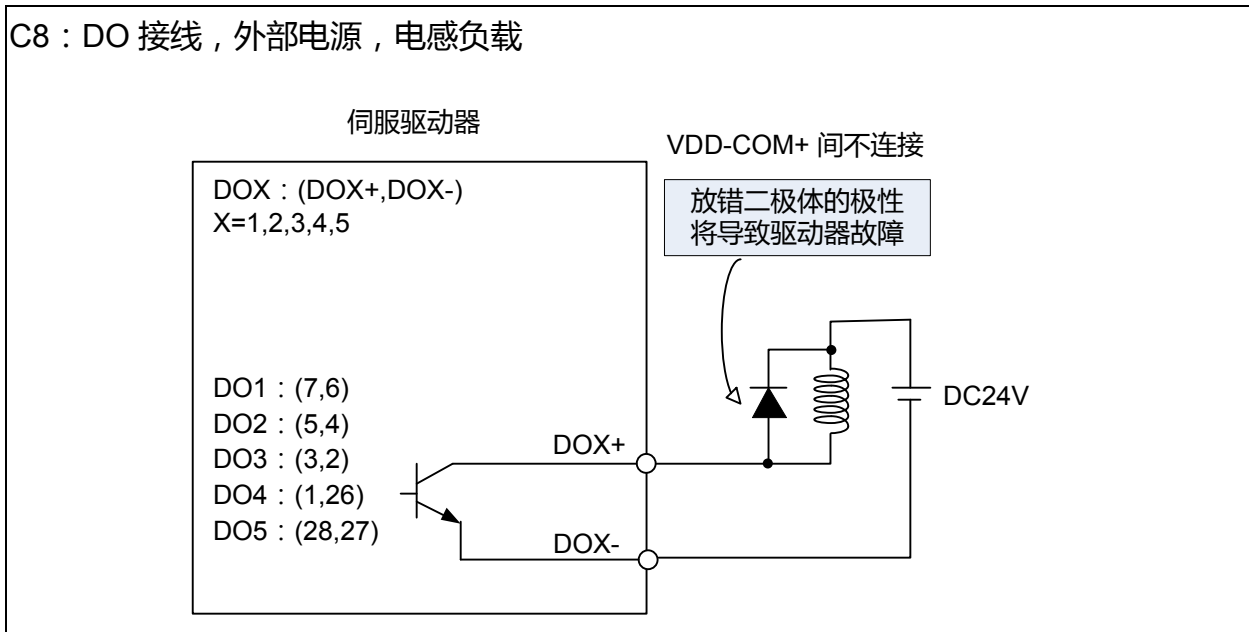 C8：DO 接线，外部电源，电感负载
伺服驱动器
VDD-COM+ 间不连接
DOX：(DOX+,DOX-)
X=1,2,3,4,5
放错二极体的极性
将导致驱动器故障
DO1：(7,6)
DO2：(5,4)
DO3：(3,2)
DO4：(1,26)
DO5：(28,27)
DOX+
DOX-
DC24V